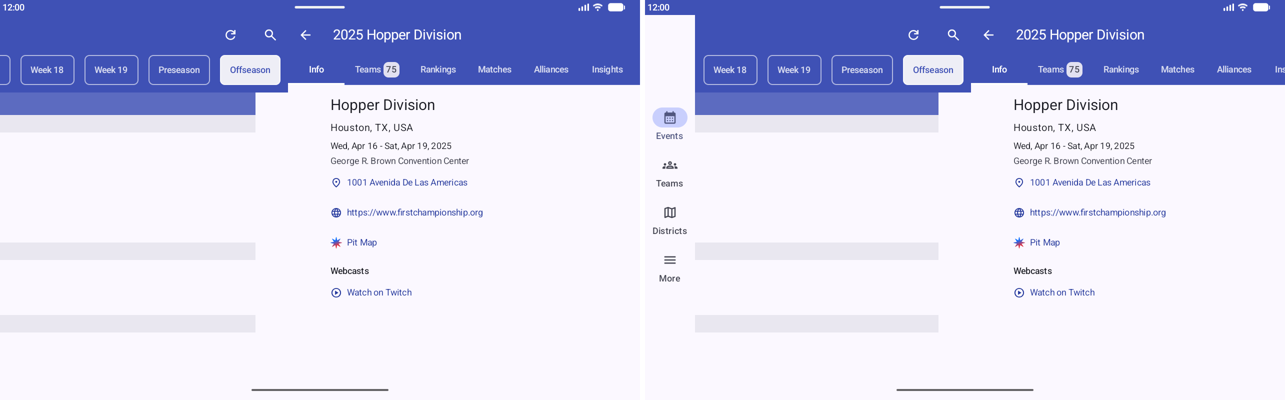 12:00
2025 Hopper Division
Week 18 Week 19 Preseason Offseason Info Teams 75 Rankings Matches Alliances Insights
Hopper Division
Houston, TX, USA
Wed, Apr 16 - Sat, Apr 19, 2025
George R. Brown Convention Center
1001 Avenida De Las Americas
https://www.firstchampionship.org
Pit Map
Webcasts
Watch on Twitch
12:00
2025 Hopper Division
Week 18 Week 19 Preseason Offseason Info Teams 75 Rankings Matches Alliances Ins
Events
Teams
Districts
More
Hopper Division
Houston, TX, USA
Wed, Apr 16 - Sat, Apr 19, 2025
George R. Brown Convention Center
1001 Avenida De Las Americas
https://www.firstchampionship.org
Pit Map
Webcasts
Watch on Twitch